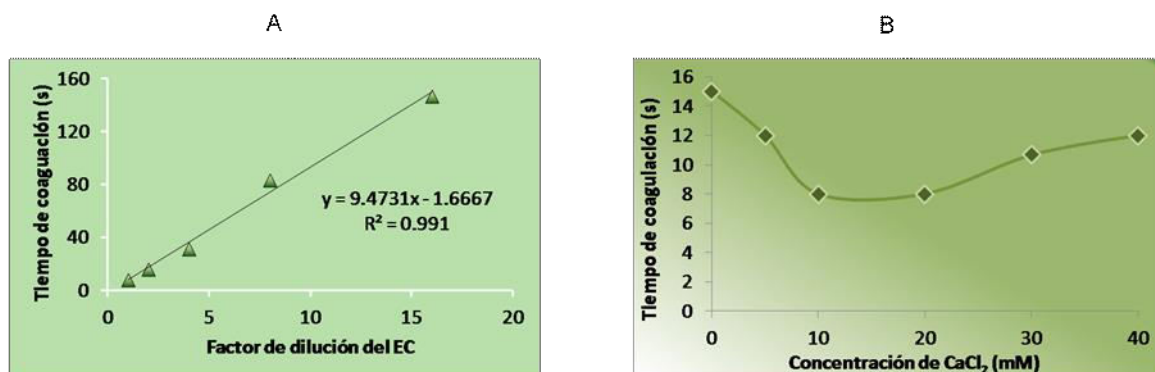 A
Tiempo de coaguación (s)
160
120
80
40
0
y = 9.4731x - 1.6667
R² = 0.991
0 5 10 15 20
Factor de dilución del EC
B
Tiempo de coagulación (s)
16
14
12
10
8
6
4
2
0
0 10 20 30 40
Concentración de CaCl₂ (mM)